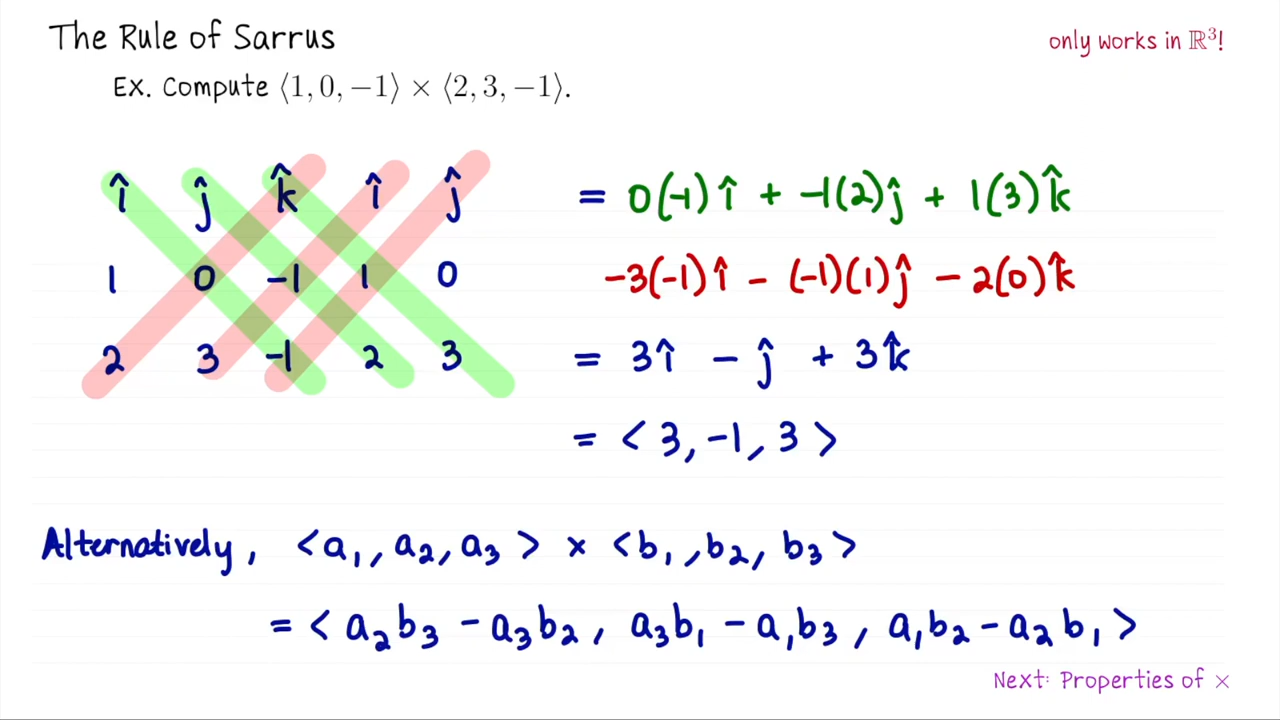 The Rule of Sarrus
only works in ℝ³!
Ex. Compute ⟨1, 0, −1⟩ × ⟨2, 3, −1⟩.
î ĵ k̂ î ĵ
1 0 -1 1 0
2 3 -1 2 3
= 0(-1)î + -1(2)ĵ + 1(3)k̂
-3(-1)î - (-1)(1)ĵ - 2(0)k̂
= 3î - ĵ + 3k̂
= < 3, -1, 3 >
Alternatively, < a₁, a₂, a₃ > × < b₁, b₂, b₃ >
= < a₂b₃ - a₃b₂, a₃b₁ - a₁b₃, a₁b₂ - a₂b₁ >
Next: Properties of ×